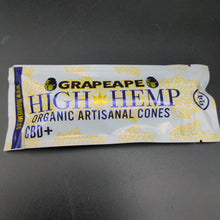 GRAPEAPE
HIGH HEMP
ORGANIC ARTISANAL CONES
CBD+